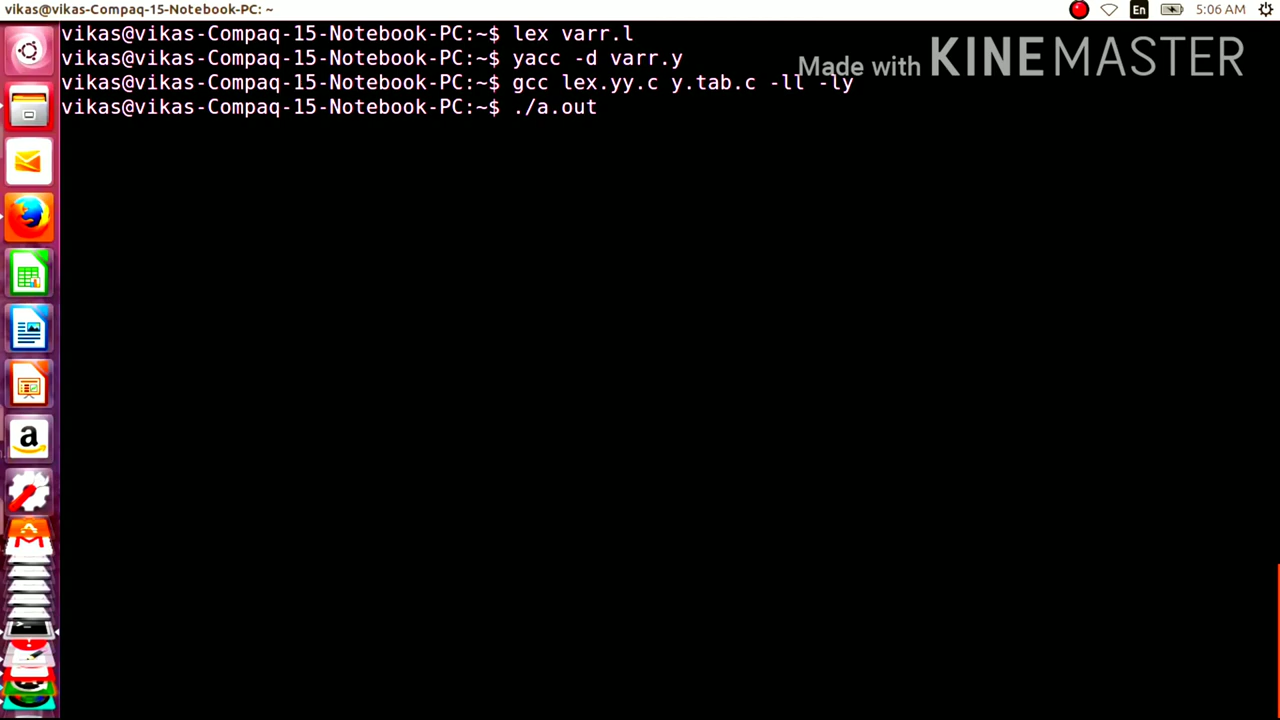 vikas@vikas-Compaq-15-Notebook-PC: ~
En
5:06 AM
vikas@vikas-Compaq-15-Notebook-PC:~$ lex varr.l
vikas@vikas-Compaq-15-Notebook-PC:~$ yacc -d varr.y
Made with KINEMASTER
vikas@vikas-Compaq-15-Notebook-PC:~$ gcc lex.yy.c y.tab.c -ll -ly
vikas@vikas-Compaq-15-Notebook-PC:~$ ./a.out
a